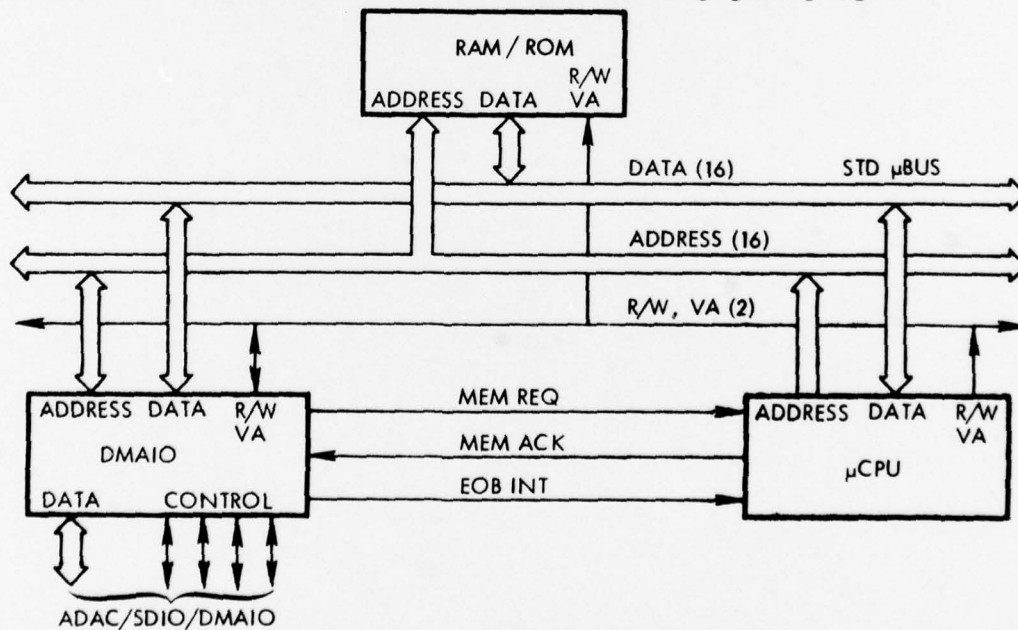 RAM / ROM
R/W
ADDRESS DATA VA
DATA (16) STD μBUS
ADDRESS (16)
R/W, VA (2)
ADDRESS DATA R/W
VA
DMAIO
DATA CONTROL
MEM REQ
MEM ACK
EOB INT
ADDRESS DATA R/W
VA
μCPU
ADAC/SDIO/DMAIO